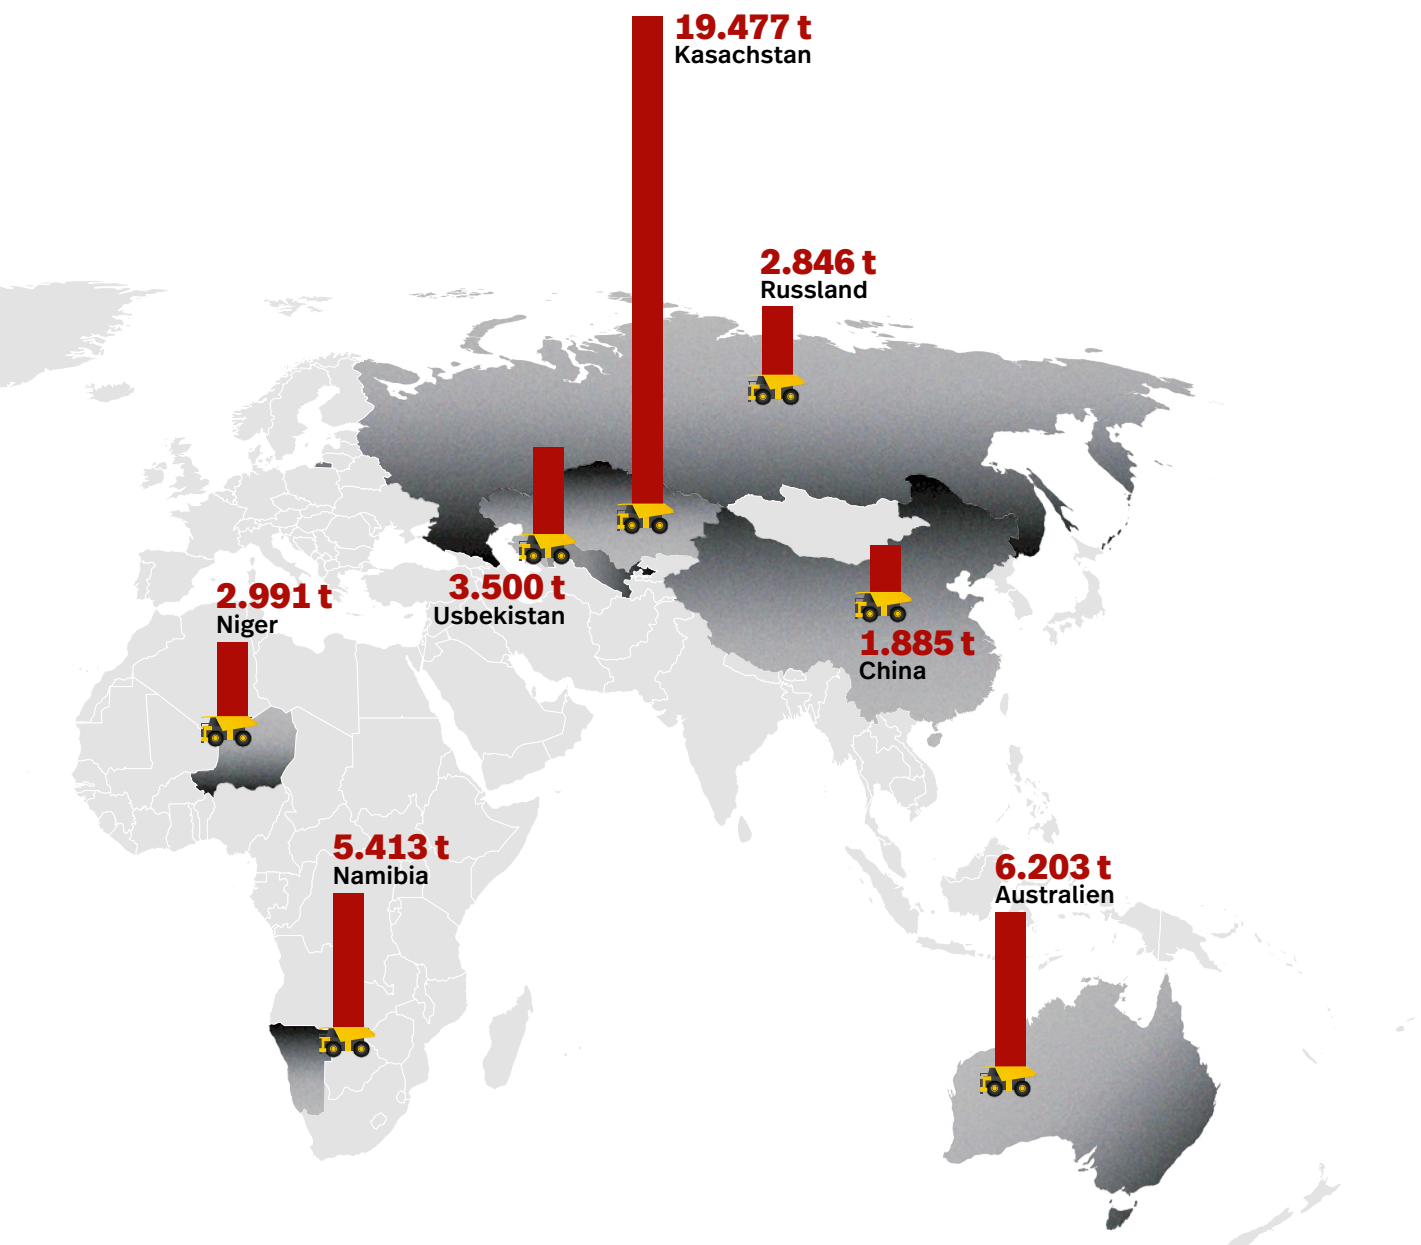 19.477 t
Kasachstan
2.846 t
Russland
3.500 t
Usbekistan
2.991 t
Niger
1.885 t
China
5.413 t
Namibia
6.203 t
Australien